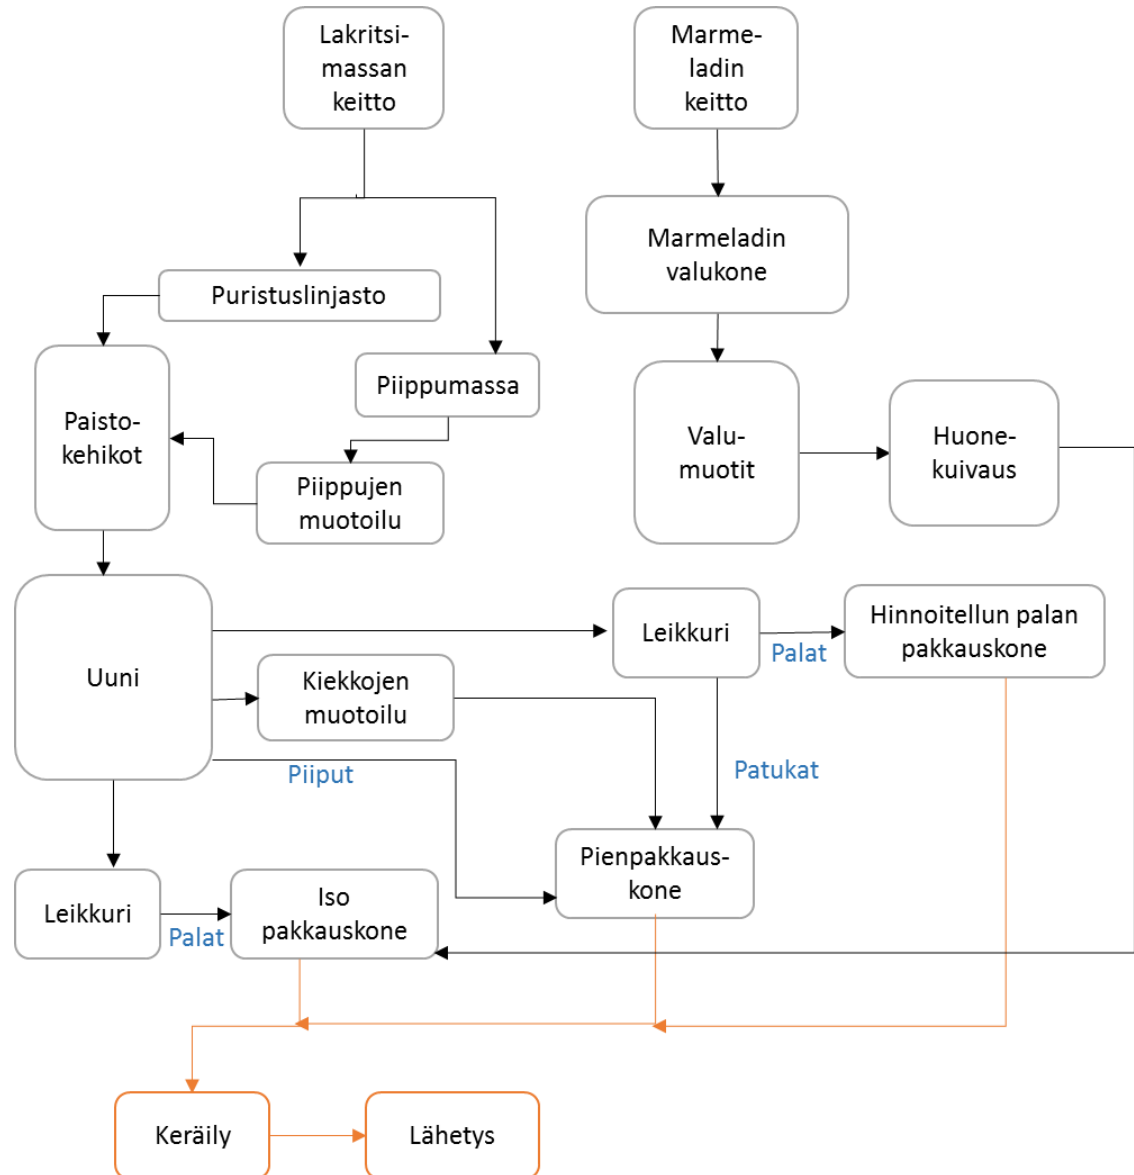 Lakritsi-
massan
keitto
Marme-
ladin
keitto
Marmeladin
valukone
Puristuslinjasto
Paisto-
kehikot
Piippumassa
Piippujen
muotoilu
Valu-
muotit
Huone-
kuivaus
Uuni
Leikkuri
Palat
Hinnoitellun palan
pakkauskone
Kiekkojen
muotoilu
Piiput
Patukat
Pienpakkaus-
kone
Leikkuri
Palat
Iso
pakkauskone
Keräily
Lähetys